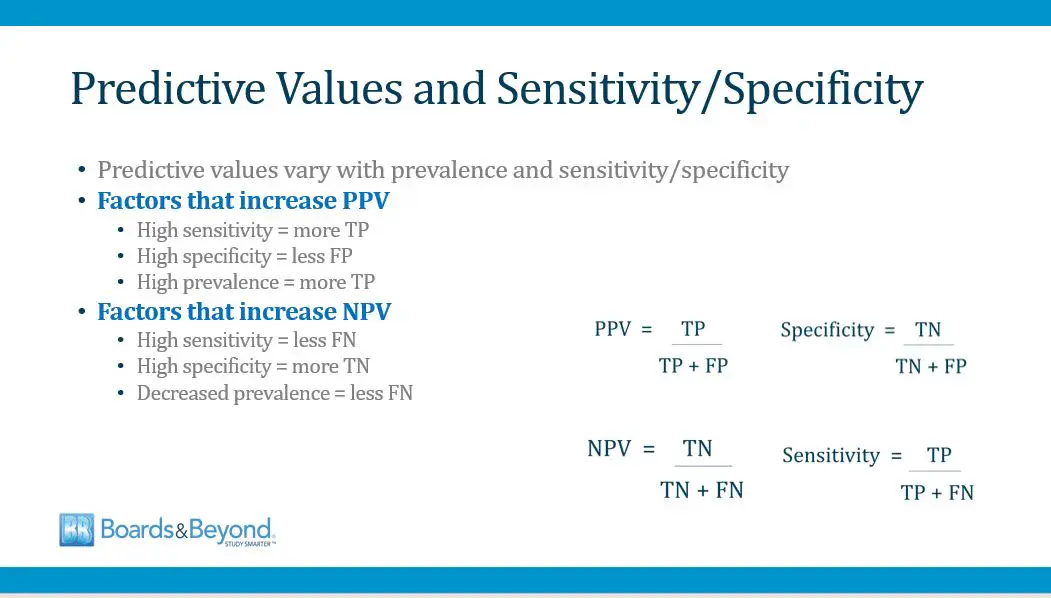 Predictive Values and Sensitivity/Specificity
• Predictive values vary with prevalence and sensitivity/specificity
• Factors that increase PPV
• High sensitivity = more TP
• High specificity = less FP
• High prevalence = more TP
• Factors that increase NPV
• High sensitivity = less FN
• High specificity = more TN
• Decreased prevalence = less FN
PPV = TP
TP + FP
Specificity = TN
TN + FP
NPV = TN
TN + FN
Sensitivity = TP
TP + FN
BB Boards&Beyond.
STUDY SMARTER™